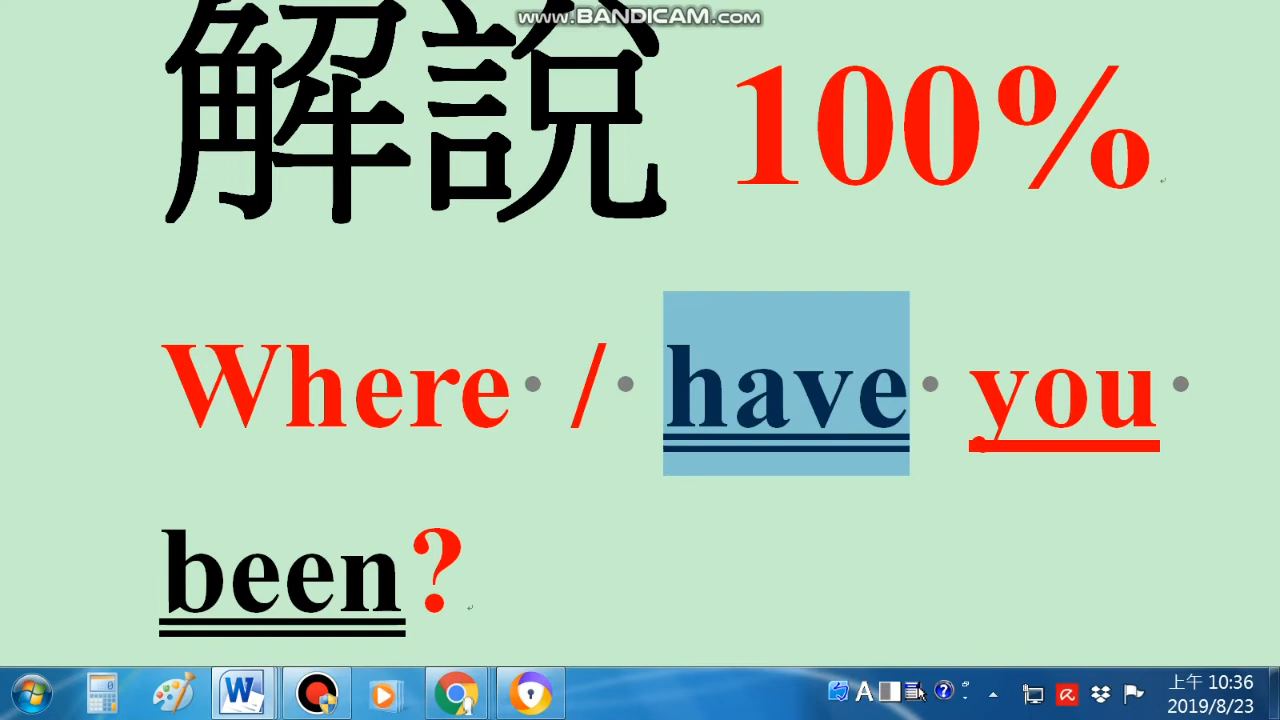 www.BANDICAM.com
解說 100%
Where / have you
been?
上午 10:36
2019/8/23